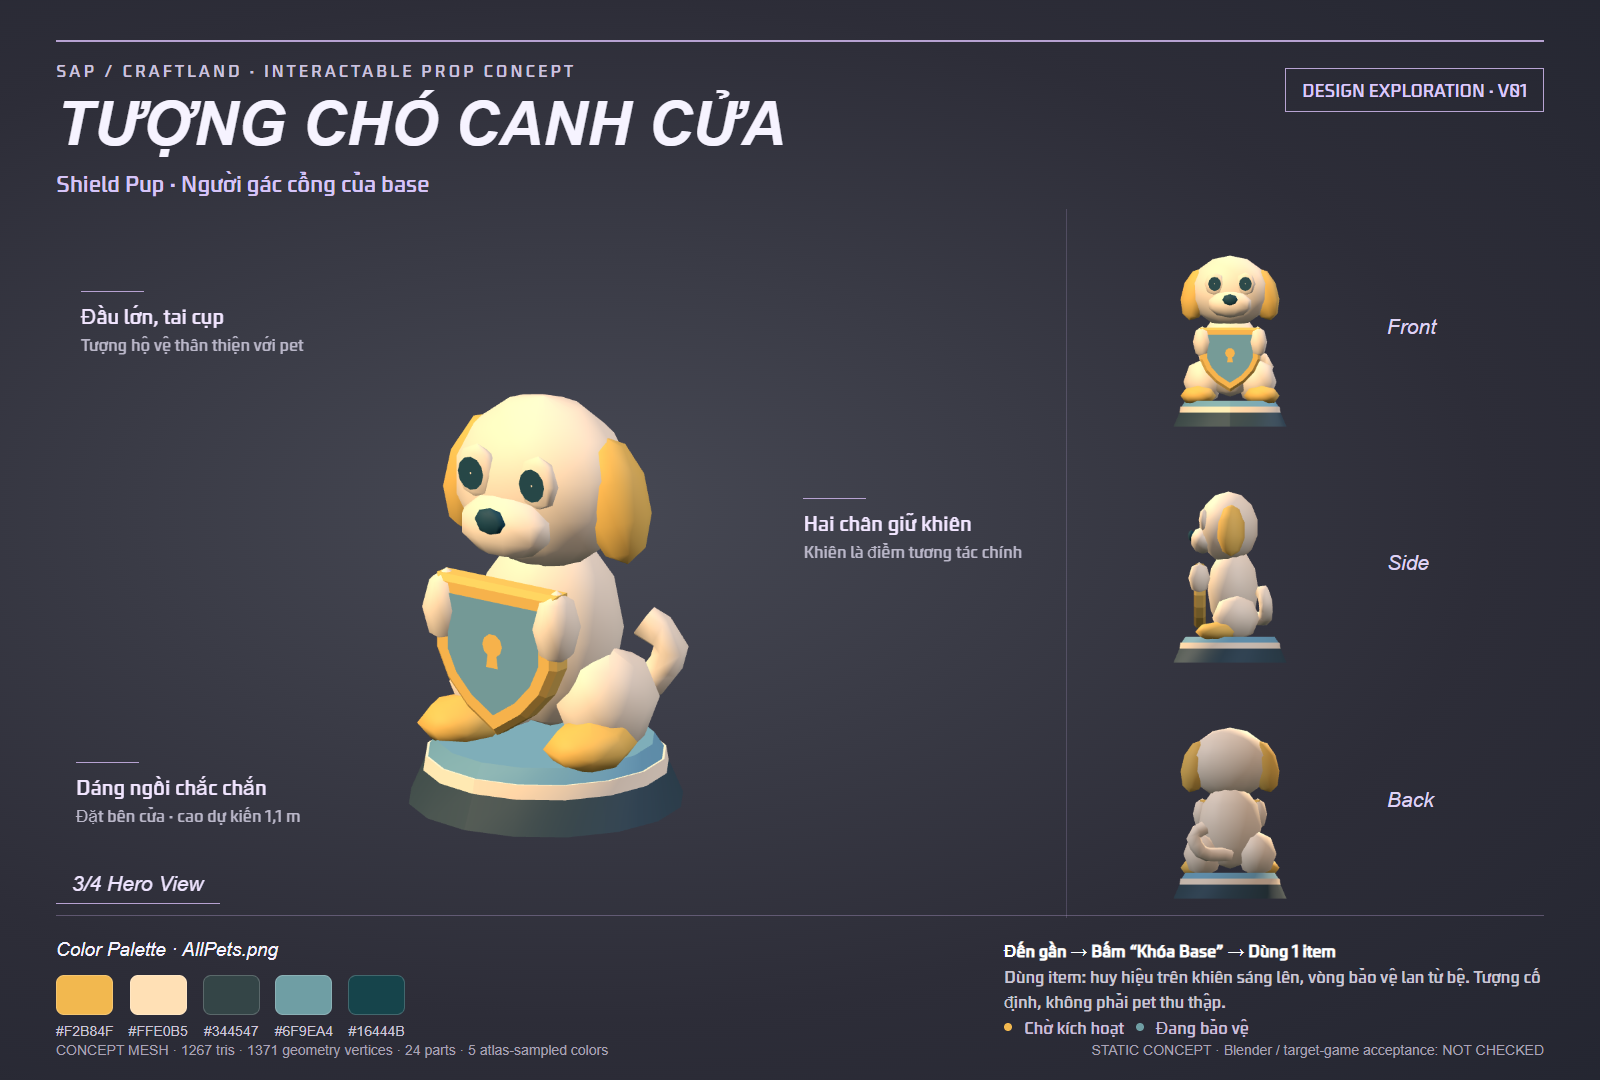 SAP / CRAFTLAND · INTERACTABLE PROP CONCEPT
DESIGN EXPLORATION · V01
TƯỢNG CHÓ CANH CỬA
Shield Pup · Người gác cổng của base
Đầu lớn, tai cụp
Tượng hộ vệ thân thiện với pet
Hai chân giữ khiên
Khiên là điểm tương tác chính
Dáng ngồi chắc chắn
Đặt bên cửa · cao dự kiến 1,1 m
3/4 Hero View
Front
Side
Back
Color Palette · AllPets.png
#F2B84F #FFE0B5 #344547 #6F9EA4 #16444B
CONCEPT MESH · 1267 tris · 1371 geometry vertices · 24 parts · 5 atlas-sampled colors
Đến gần → Bấm “Khóa Base” → Dùng 1 item
Dùng item: huy hiệu trên khiên sáng lên, vòng bảo vệ lan từ bệ. Tượng cố
định, không phải pet thu thập.
Chờ kích hoạt Đang bảo vệ
STATIC CONCEPT · Blender / target-game acceptance: NOT CHECKED